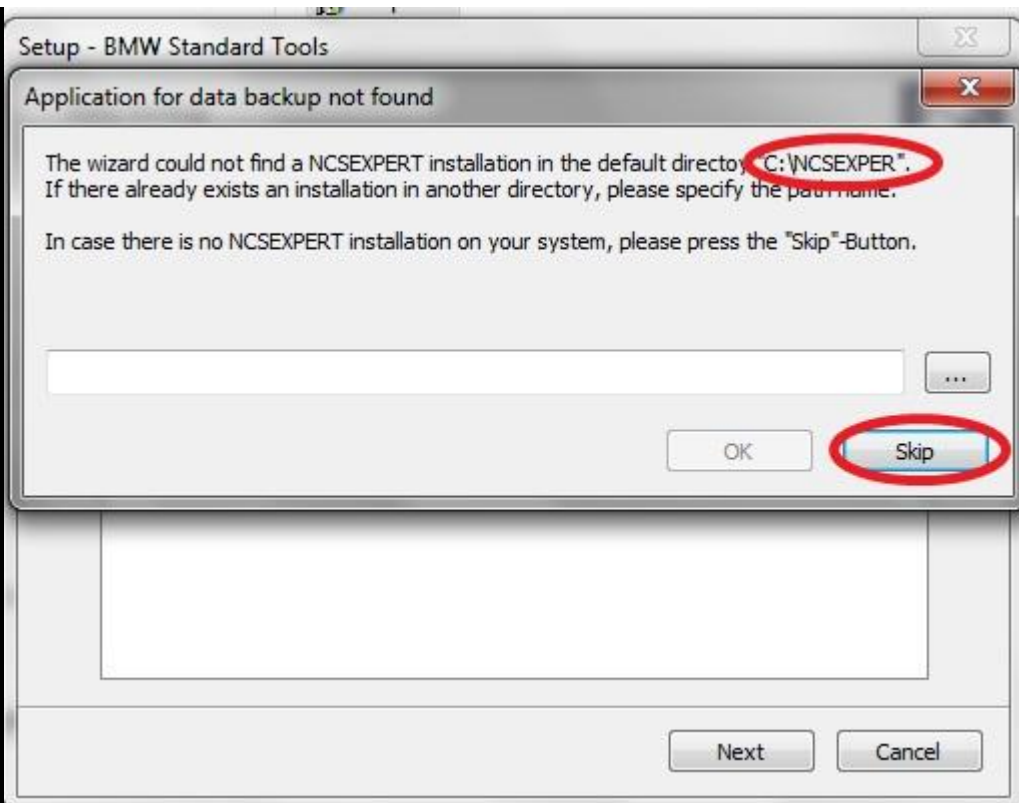 Setup - BMW Standard Tools
Application for data backup not found
The wizard could not find a NCSEXPERT installation in the default directoy "C:\NCSEXPER".
If there already exists an installation in another directory, please specify the path name.
In case there is no NCSEXPERT installation on your system, please press the "Skip"-Button.
...
OK
Skip
Next
Cancel